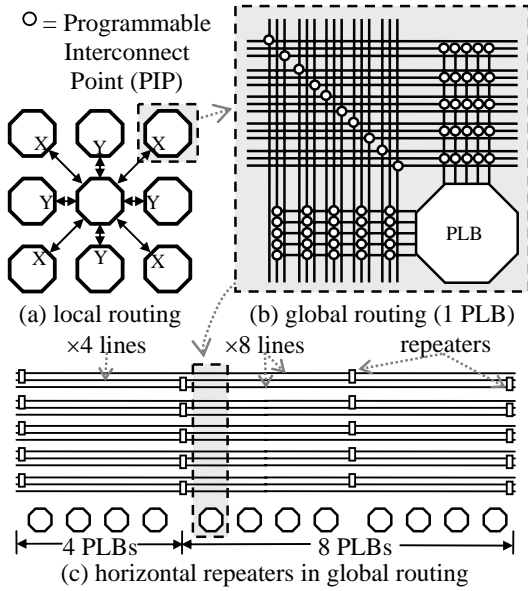 = Programmable
Interconnect
Point (PIP)
X Y X
Y Y
X Y X
PLB
(a) local routing
(b) global routing (1 PLB)
×4 lines
×8 lines
repeaters
4 PLBs
8 PLBs
(c) horizontal repeaters in global routing